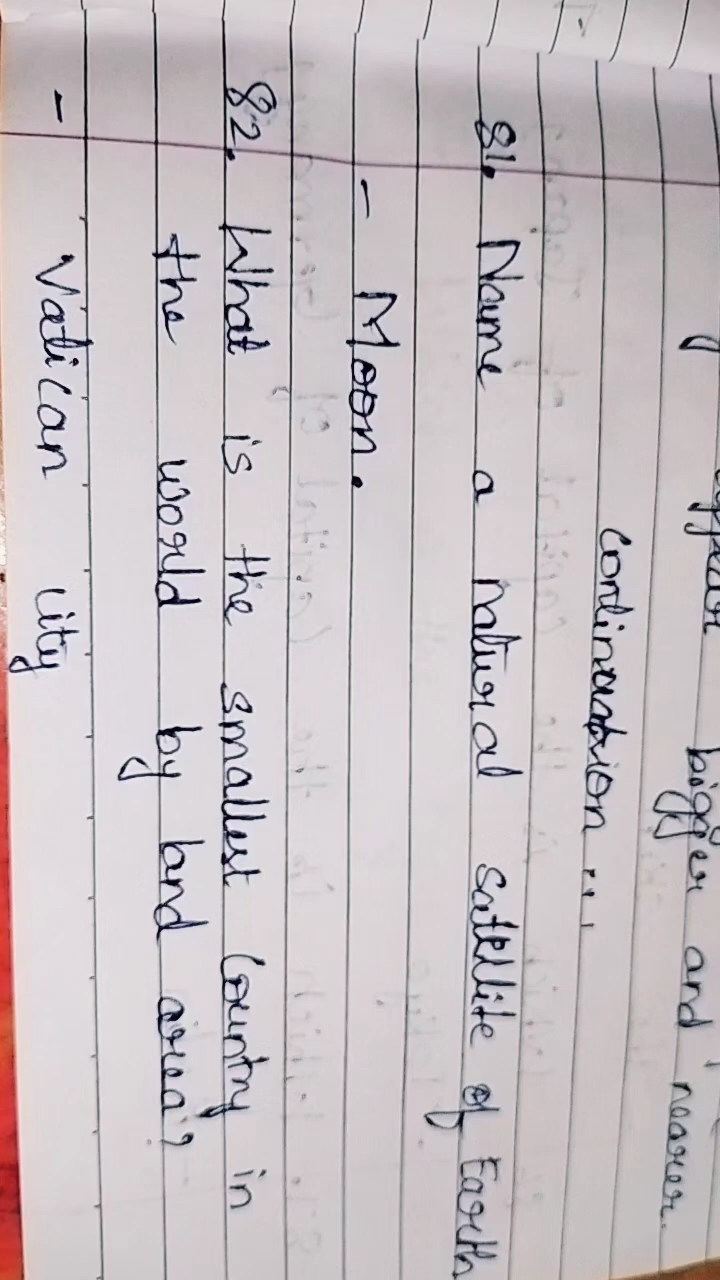 bigger and nearer.
continuation...
81. Name a natural satellite of Earth
- Moon.
82. What is the smallest Country in
the world by land area?
- Vatican City